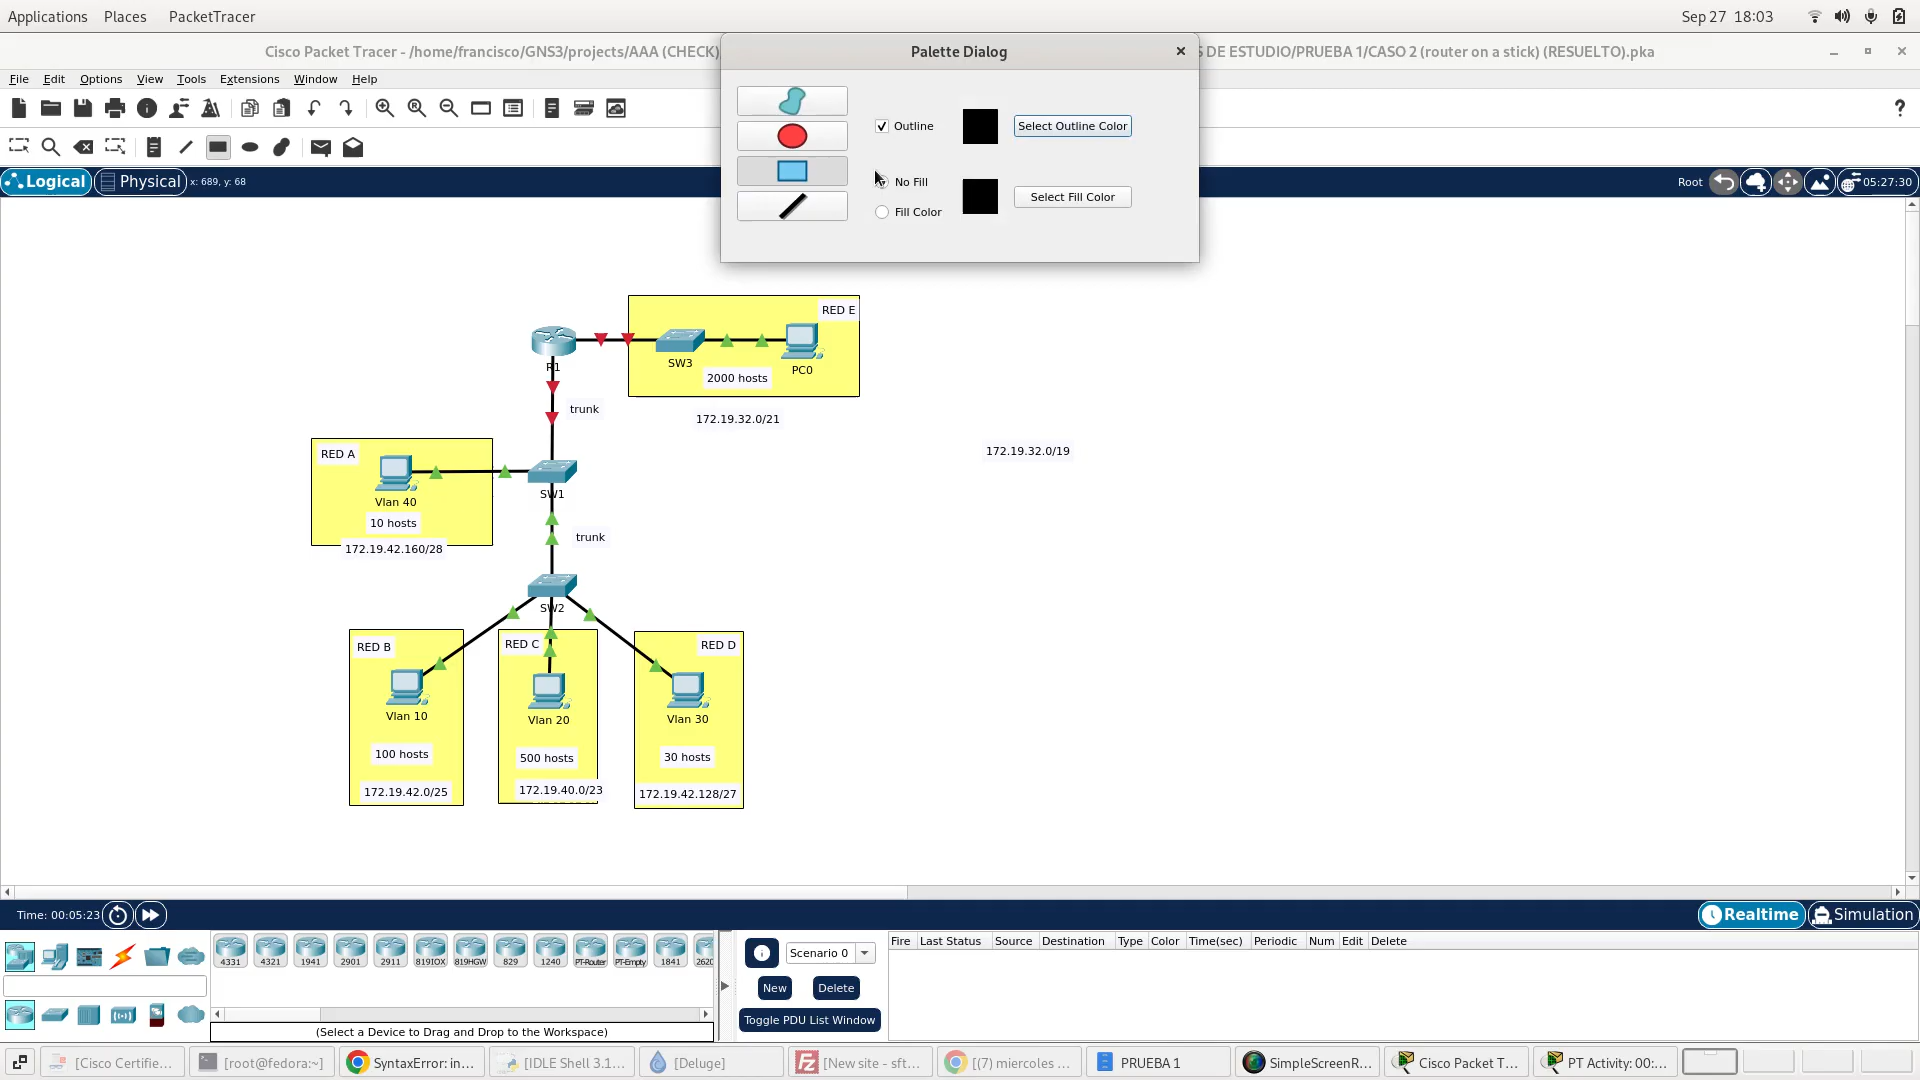 Applications Places PacketTracer Sep 27 18:03
Cisco Packet Tracer - /home/francisco/GNS3/projects/AAA (CHECK) S DE ESTUDIO/PRUEBA 1/CASO 2 (router on a stick) (RESUELTO).pka
Palette Dialog
File Edit Options View Tools Extensions Window Help
Outline Select Outline Color
No Fill
Fill Color Select Fill Color
Logical Physical x: 689, y: 68 Root 05:27:30
RED E
R1
SW3
PC0
2000 hosts
trunk
172.19.32.0/21
172.19.32.0/19
RED A
Vlan 40
10 hosts
172.19.42.160/28
SW1
trunk
SW2
RED B
Vlan 10
100 hosts
172.19.42.0/25
RED C
Vlan 20
500 hosts
172.19.40.0/23
RED D
Vlan 30
30 hosts
172.19.42.128/27
Time: 00:05:23 Realtime Simulation
4331 4321 1941 2901 2911 819IOX 819HGW 829 1240 PT-Router PT-Empty 1841 2620
(Select a Device to Drag and Drop to the Workspace)
Scenario 0
New Delete
Toggle PDU List Window
Fire Last Status Source Destination Type Color Time(sec) Periodic Num Edit Delete
[Cisco Certifie... [root@fedora:~] SyntaxError: in... [IDLE Shell 3.1... [Deluge] [New site - sft... [(7) miercoles ... PRUEBA 1 SimpleScreenR... Cisco Packet T... PT Activity: 00:...